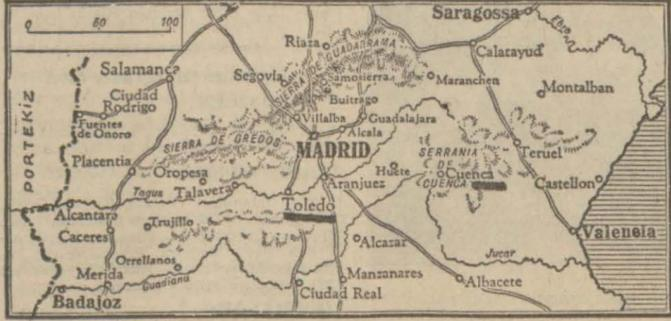 0 50 100
Saragossa
Ebro
Riaza
SIERRA DE GUADARRAMA
Calatayud
Salamanca
Segovia
Samosierra
Maranchen
Montalban
Ciudad
Rodrigo
Buitrago
Fuentes
de Onoro
Villalba
Guadalajara
Alcala
PORTEKİZ
SIERRA DE GREDOS
MADRID
SERRANIA
DE
CUENCA
Teruel
Placentia
Oropesa
Huete
Cuenca
Castellon
Tagus
Talavera
Aranjuez
Toledo
Alcantara
Trujillo
Caceres
Alcazar
Valencia
Orrellanos
Jucar
Merida
Guadiana
Manzanares
Albacete
Badajoz
Ciudad Real